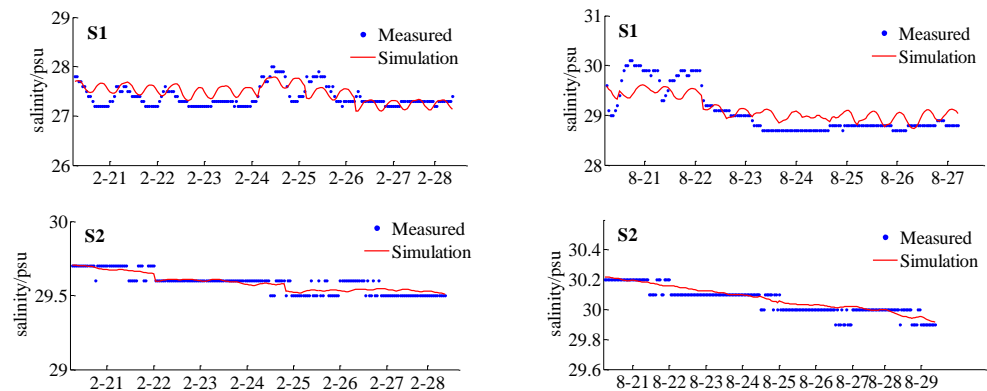 29
S1
Measured
Simulation
28
27
26
salinity/psu
2-21 2-22 2-23 2-24 2-25 2-26 2-27 2-28
31
S1
Measured
Simulation
30
29
28
salinity/psu
8-21 8-22 8-23 8-24 8-25 8-26 8-27
30
S2
Measured
Simulation
29.5
29
salinity/psu
2-21 2-22 2-23 2-24 2-25 2-26 2-27 2-28
30.6
S2
Measured
Simulation
30.4
30.2
30
29.8
29.6
salinity/psu
8-21 8-22 8-23 8-24 8-25 8-26 8-27 8-28 8-29